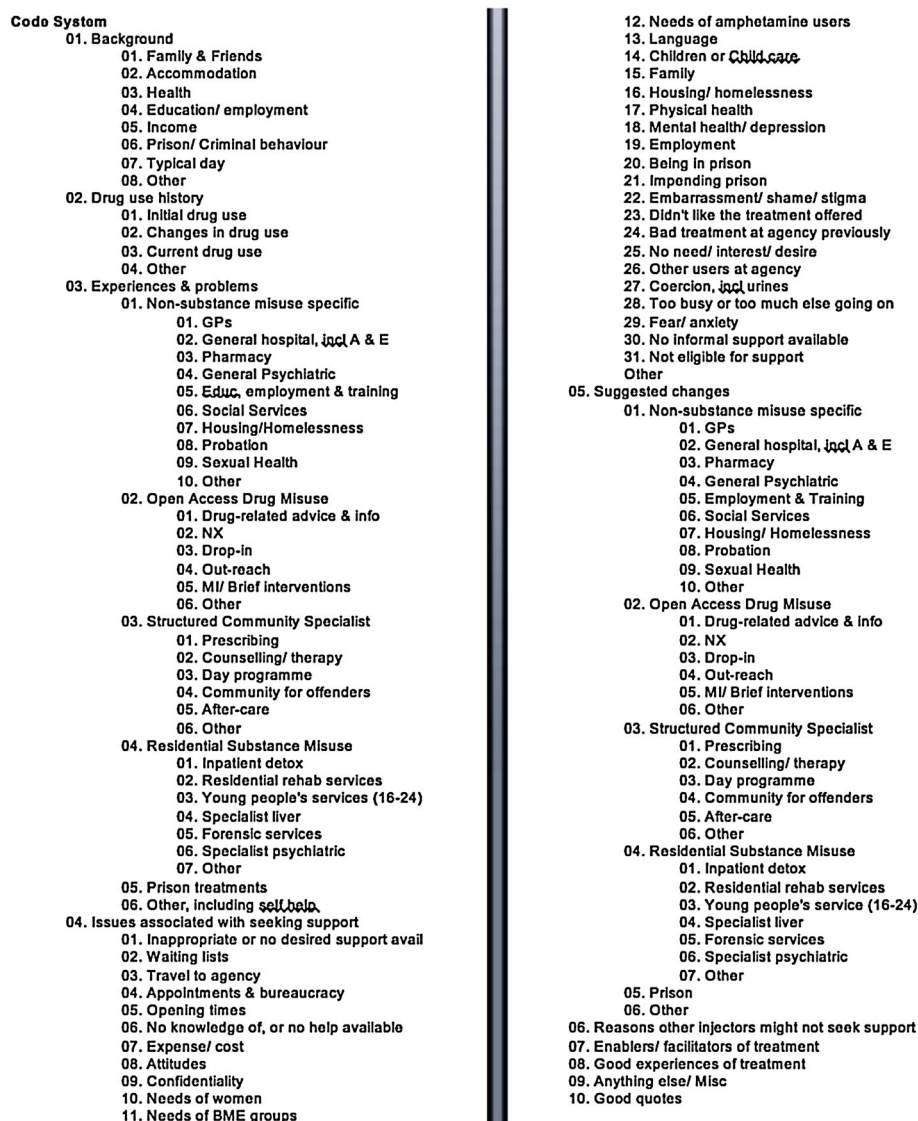 Code System
01. Background
01. Family & Friends
02. Accommodation
03. Health
04. Education/ employment
05. Income
06. Prison/ Criminal behaviour
07. Typical day
08. Other
02. Drug use history
01. Initial drug use
02. Changes in drug use
03. Current drug use
04. Other
03. Experiences & problems
01. Non-substance misuse specific
01. GPs
02. General hospital, incl A & E
03. Pharmacy
04. General Psychiatric
05. Educ, employment & training
06. Social Services
07. Housing/Homelessness
08. Probation
09. Sexual Health
10. Other
02. Open Access Drug Misuse
01. Drug-related advice & info
02. NX
03. Drop-in
04. Out-reach
05. MI/ Brief interventions
06. Other
03. Structured Community Specialist
01. Prescribing
02. Counselling/ therapy
03. Day programme
04. Community for offenders
05. After-care
06. Other
04. Residential Substance Misuse
01. Inpatient detox
02. Residential rehab services
03. Young people's services (16-24)
04. Specialist liver
05. Forensic services
06. Specialist psychiatric
07. Other
05. Prison treatments
06. Other, including self help
04. Issues associated with seeking support
01. Inappropriate or no desired support avail
02. Waiting lists
03. Travel to agency
04. Appointments & bureaucracy
05. Opening times
06. No knowledge of, or no help available
07. Expense/ cost
08. Attitudes
09. Confidentiality
10. Needs of women
11. Needs of BME groups
12. Needs of amphetamine users
13. Language
14. Children or Child care
15. Family
16. Housing/ homelessness
17. Physical health
18. Mental health/ depression
19. Employment
20. Being in prison
21. Impending prison
22. Embarrassment/ shame/ stigma
23. Didn't like the treatment offered
24. Bad treatment at agency previously
25. No need/ interest/ desire
26. Other users at agency
27. Coercion, incl urines
28. Too busy or too much else going on
29. Fear/ anxiety
30. No informal support available
31. Not eligible for support
Other
05. Suggested changes
01. Non-substance misuse specific
01. GPs
02. General hospital, incl A & E
03. Pharmacy
04. General Psychiatric
05. Employment & Training
06. Social Services
07. Housing/ Homelessness
08. Probation
09. Sexual Health
10. Other
02. Open Access Drug Misuse
01. Drug-related advice & info
02. NX
03. Drop-in
04. Out-reach
05. MI/ Brief interventions
06. Other
03. Structured Community Specialist
01. Prescribing
02. Counselling/ therapy
03. Day programme
04. Community for offenders
05. After-care
06. Other
04. Residential Substance Misuse
01. Inpatient detox
02. Residential rehab services
03. Young people's service (16-24)
04. Specialist liver
05. Forensic services
06. Specialist psychiatric
07. Other
05. Prison
06. Other
06. Reasons other injectors might not seek support
07. Enablers/ facilitators of treatment
08. Good experiences of treatment
09. Anything else/ Misc
10. Good quotes